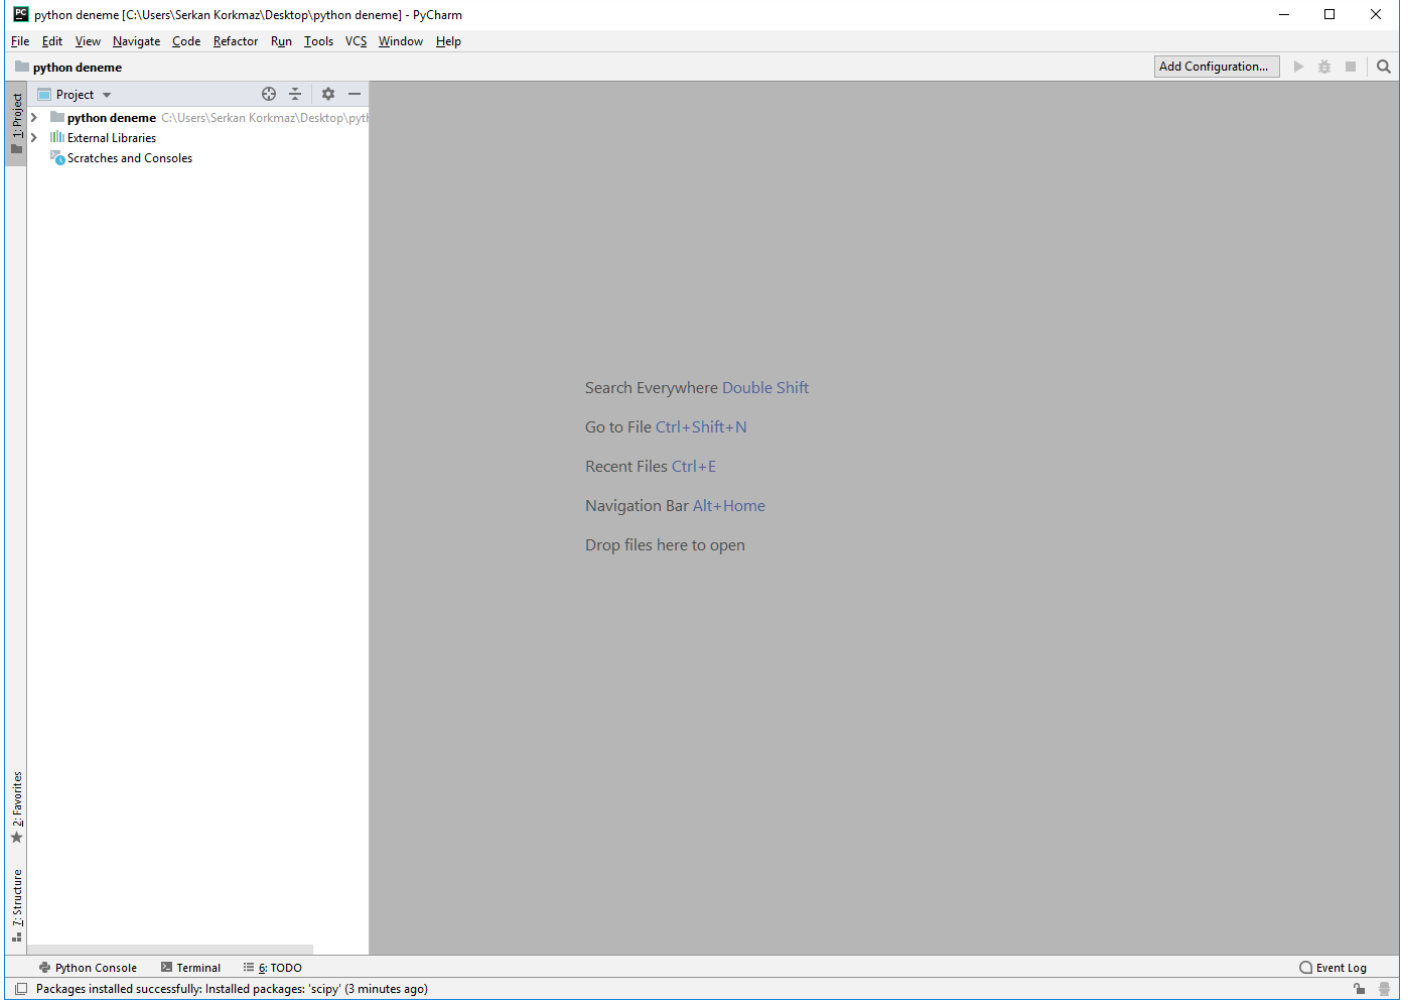 PC python deneme [C:\Users\Serkan Korkmaz\Desktop\python deneme] - PyCharm
File Edit View Navigate Code Refactor Run Tools VCS Window Help
python deneme Add Configuration...
Project
1: Project
python deneme C:\Users\Serkan Korkmaz\Desktop\pyth
External Libraries
Scratches and Consoles
Search Everywhere Double Shift
Go to File Ctrl+Shift+N
Recent Files Ctrl+E
Navigation Bar Alt+Home
Drop files here to open
2: Favorites
7: Structure
Python Console Terminal 6: TODO Event Log
Packages installed successfully: Installed packages: 'scipy' (3 minutes ago)